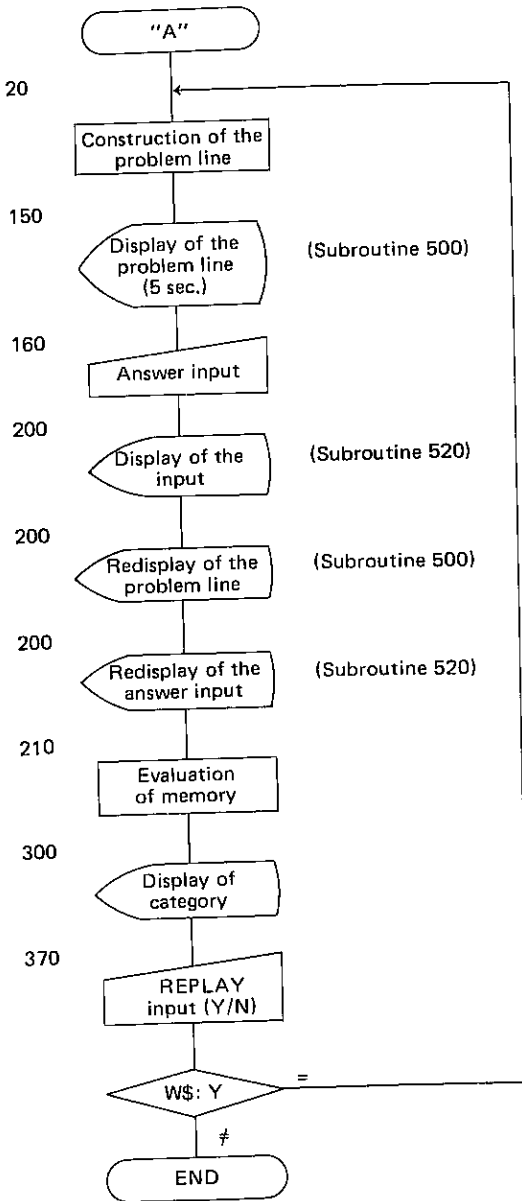 "A"
20
Construction of the
problem line
150
Display of the
problem line
(5 sec.)
(Subroutine 500)
160
Answer input
200
Display of the
input
(Subroutine 520)
200
Redisplay of the
problem line
(Subroutine 500)
200
Redisplay of the
answer input
(Subroutine 520)
210
Evaluation
of memory
300
Display of
category
370
REPLAY
input (Y/N)
W$: Y
=
≠
END